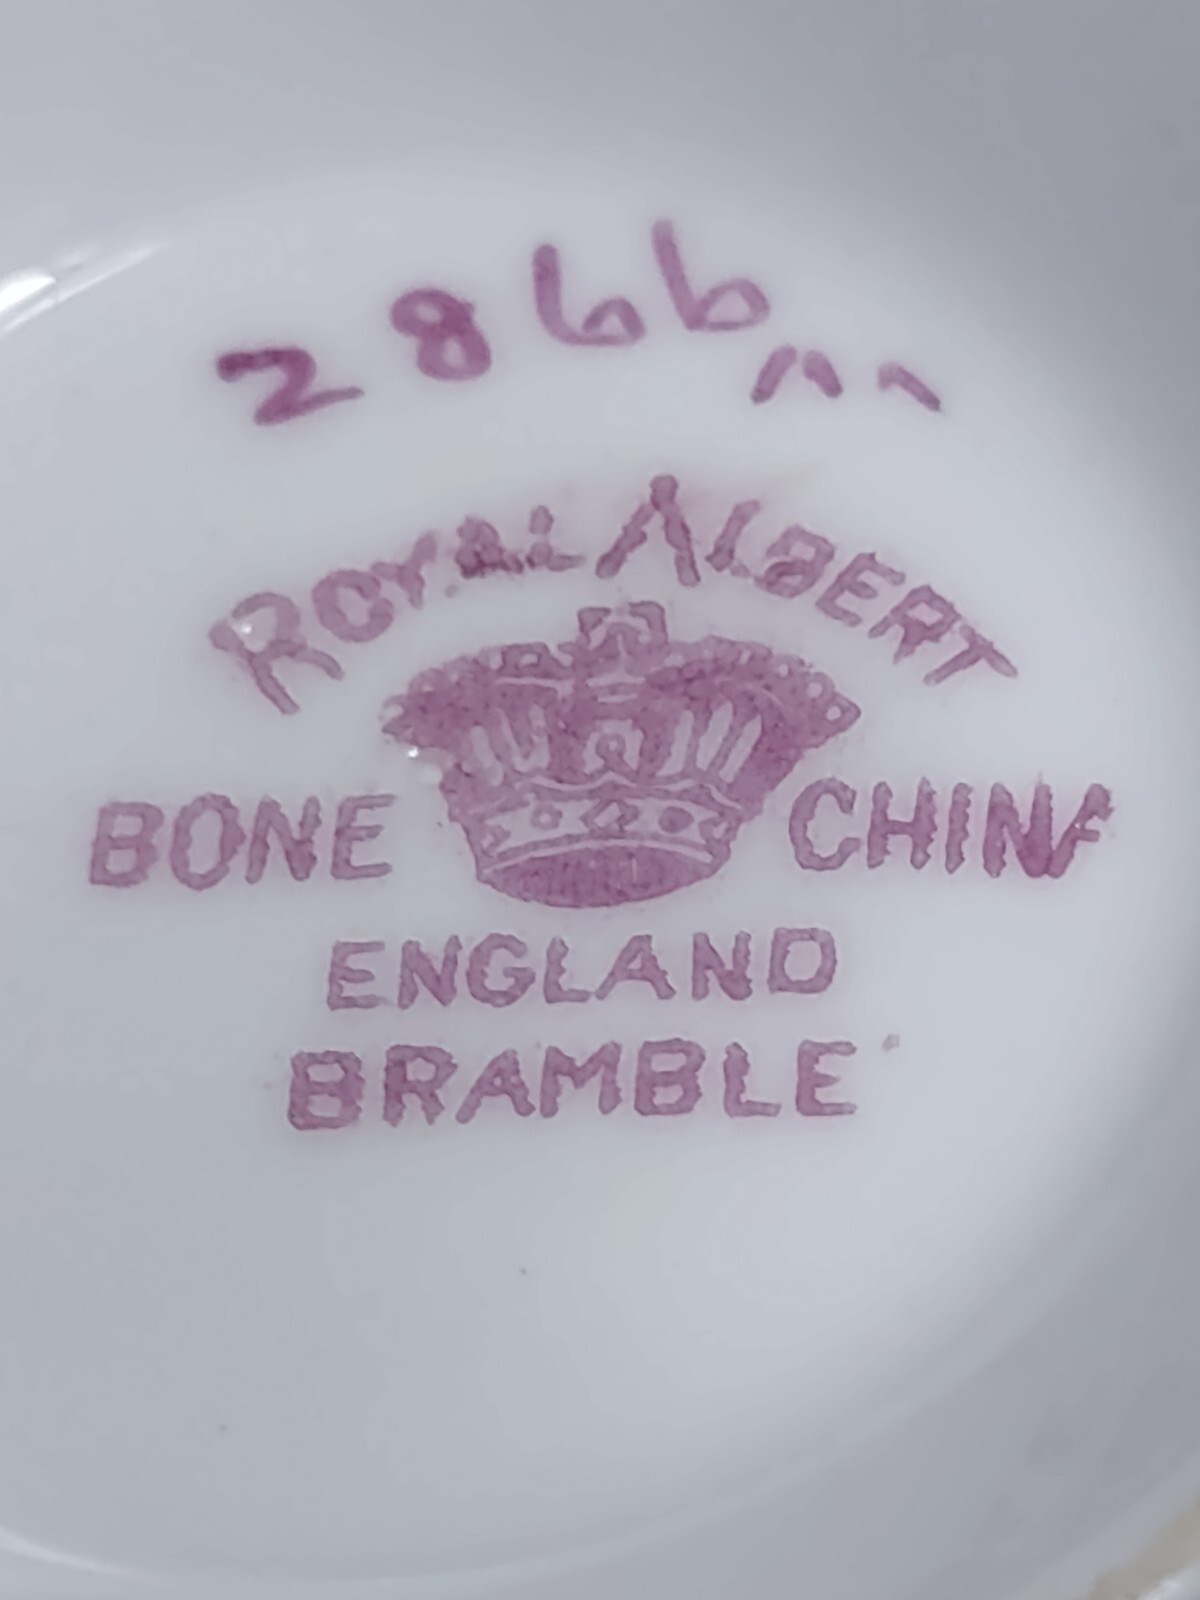 2866
ROYAL ALBERT
BONE CHINA
ENGLAND
BRAMBLE